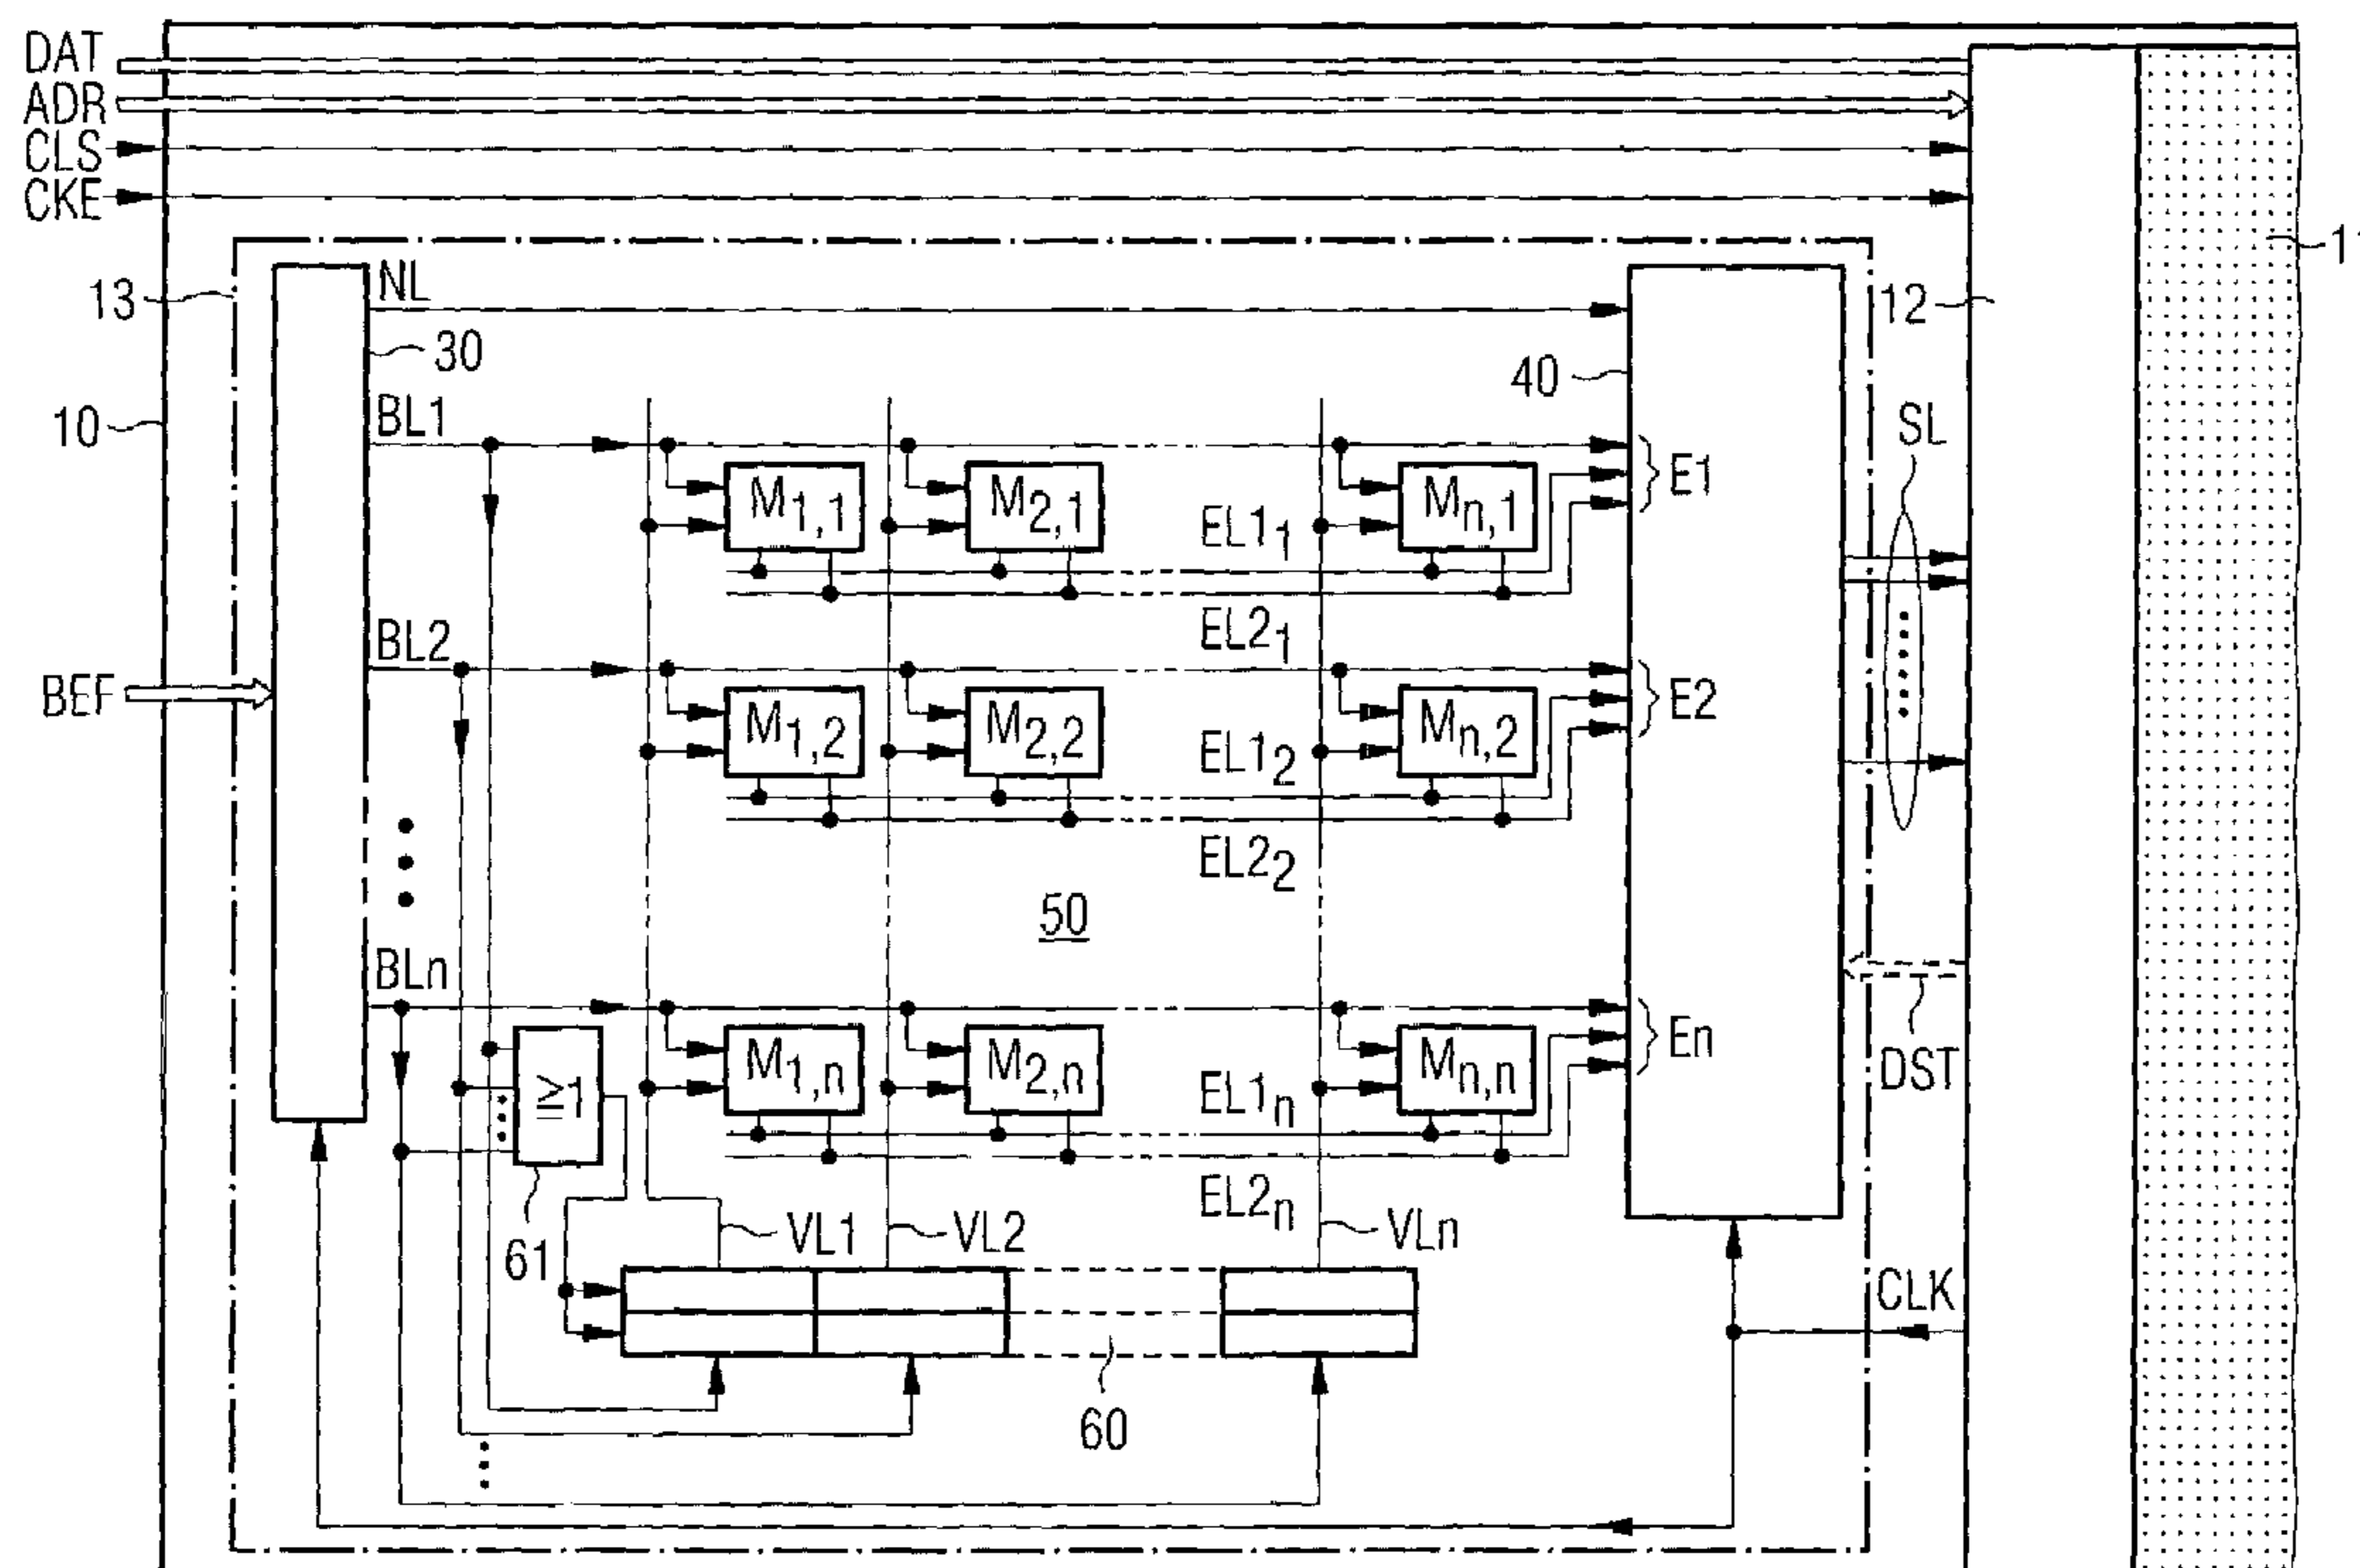 DAT
ADR
CLS
CKE
13
NL
30
12
10
40
BL1
SL
M1,1
M2,1
Mn,1
E1
EL11
EL21
BL2
BEF
M1,2
M2,2
Mn,2
E2
EL12
EL22
50
BLn
M1,n
M2,n
Mn,n
En
DST
≥1
EL1n
EL2n
61
VL1
VL2
VLn
CLK
60